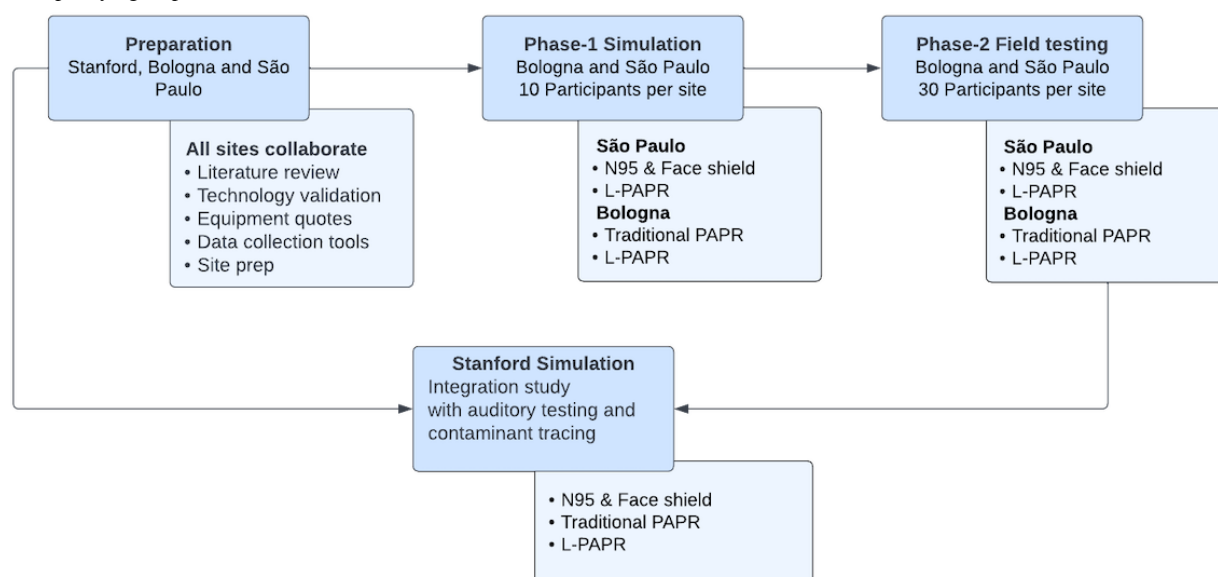 Preparation
Stanford, Bologna and São
Paulo
All sites collaborate
• Literature review
• Technology validation
• Equipment quotes
• Data collection tools
• Site prep
Phase-1 Simulation
Bologna and São Paulo
10 Participants per site
São Paulo
• N95 & Face shield
• L-PAPR
Bologna
• Traditional PAPR
• L-PAPR
Phase-2 Field testing
Bologna and São Paulo
30 Participants per site
São Paulo
• N95 & Face shield
• L-PAPR
Bologna
• Traditional PAPR
• L-PAPR
Stanford Simulation
Integration study
with auditory testing and
contaminant tracing
• N95 & Face shield
• Traditional PAPR
• L-PAPR